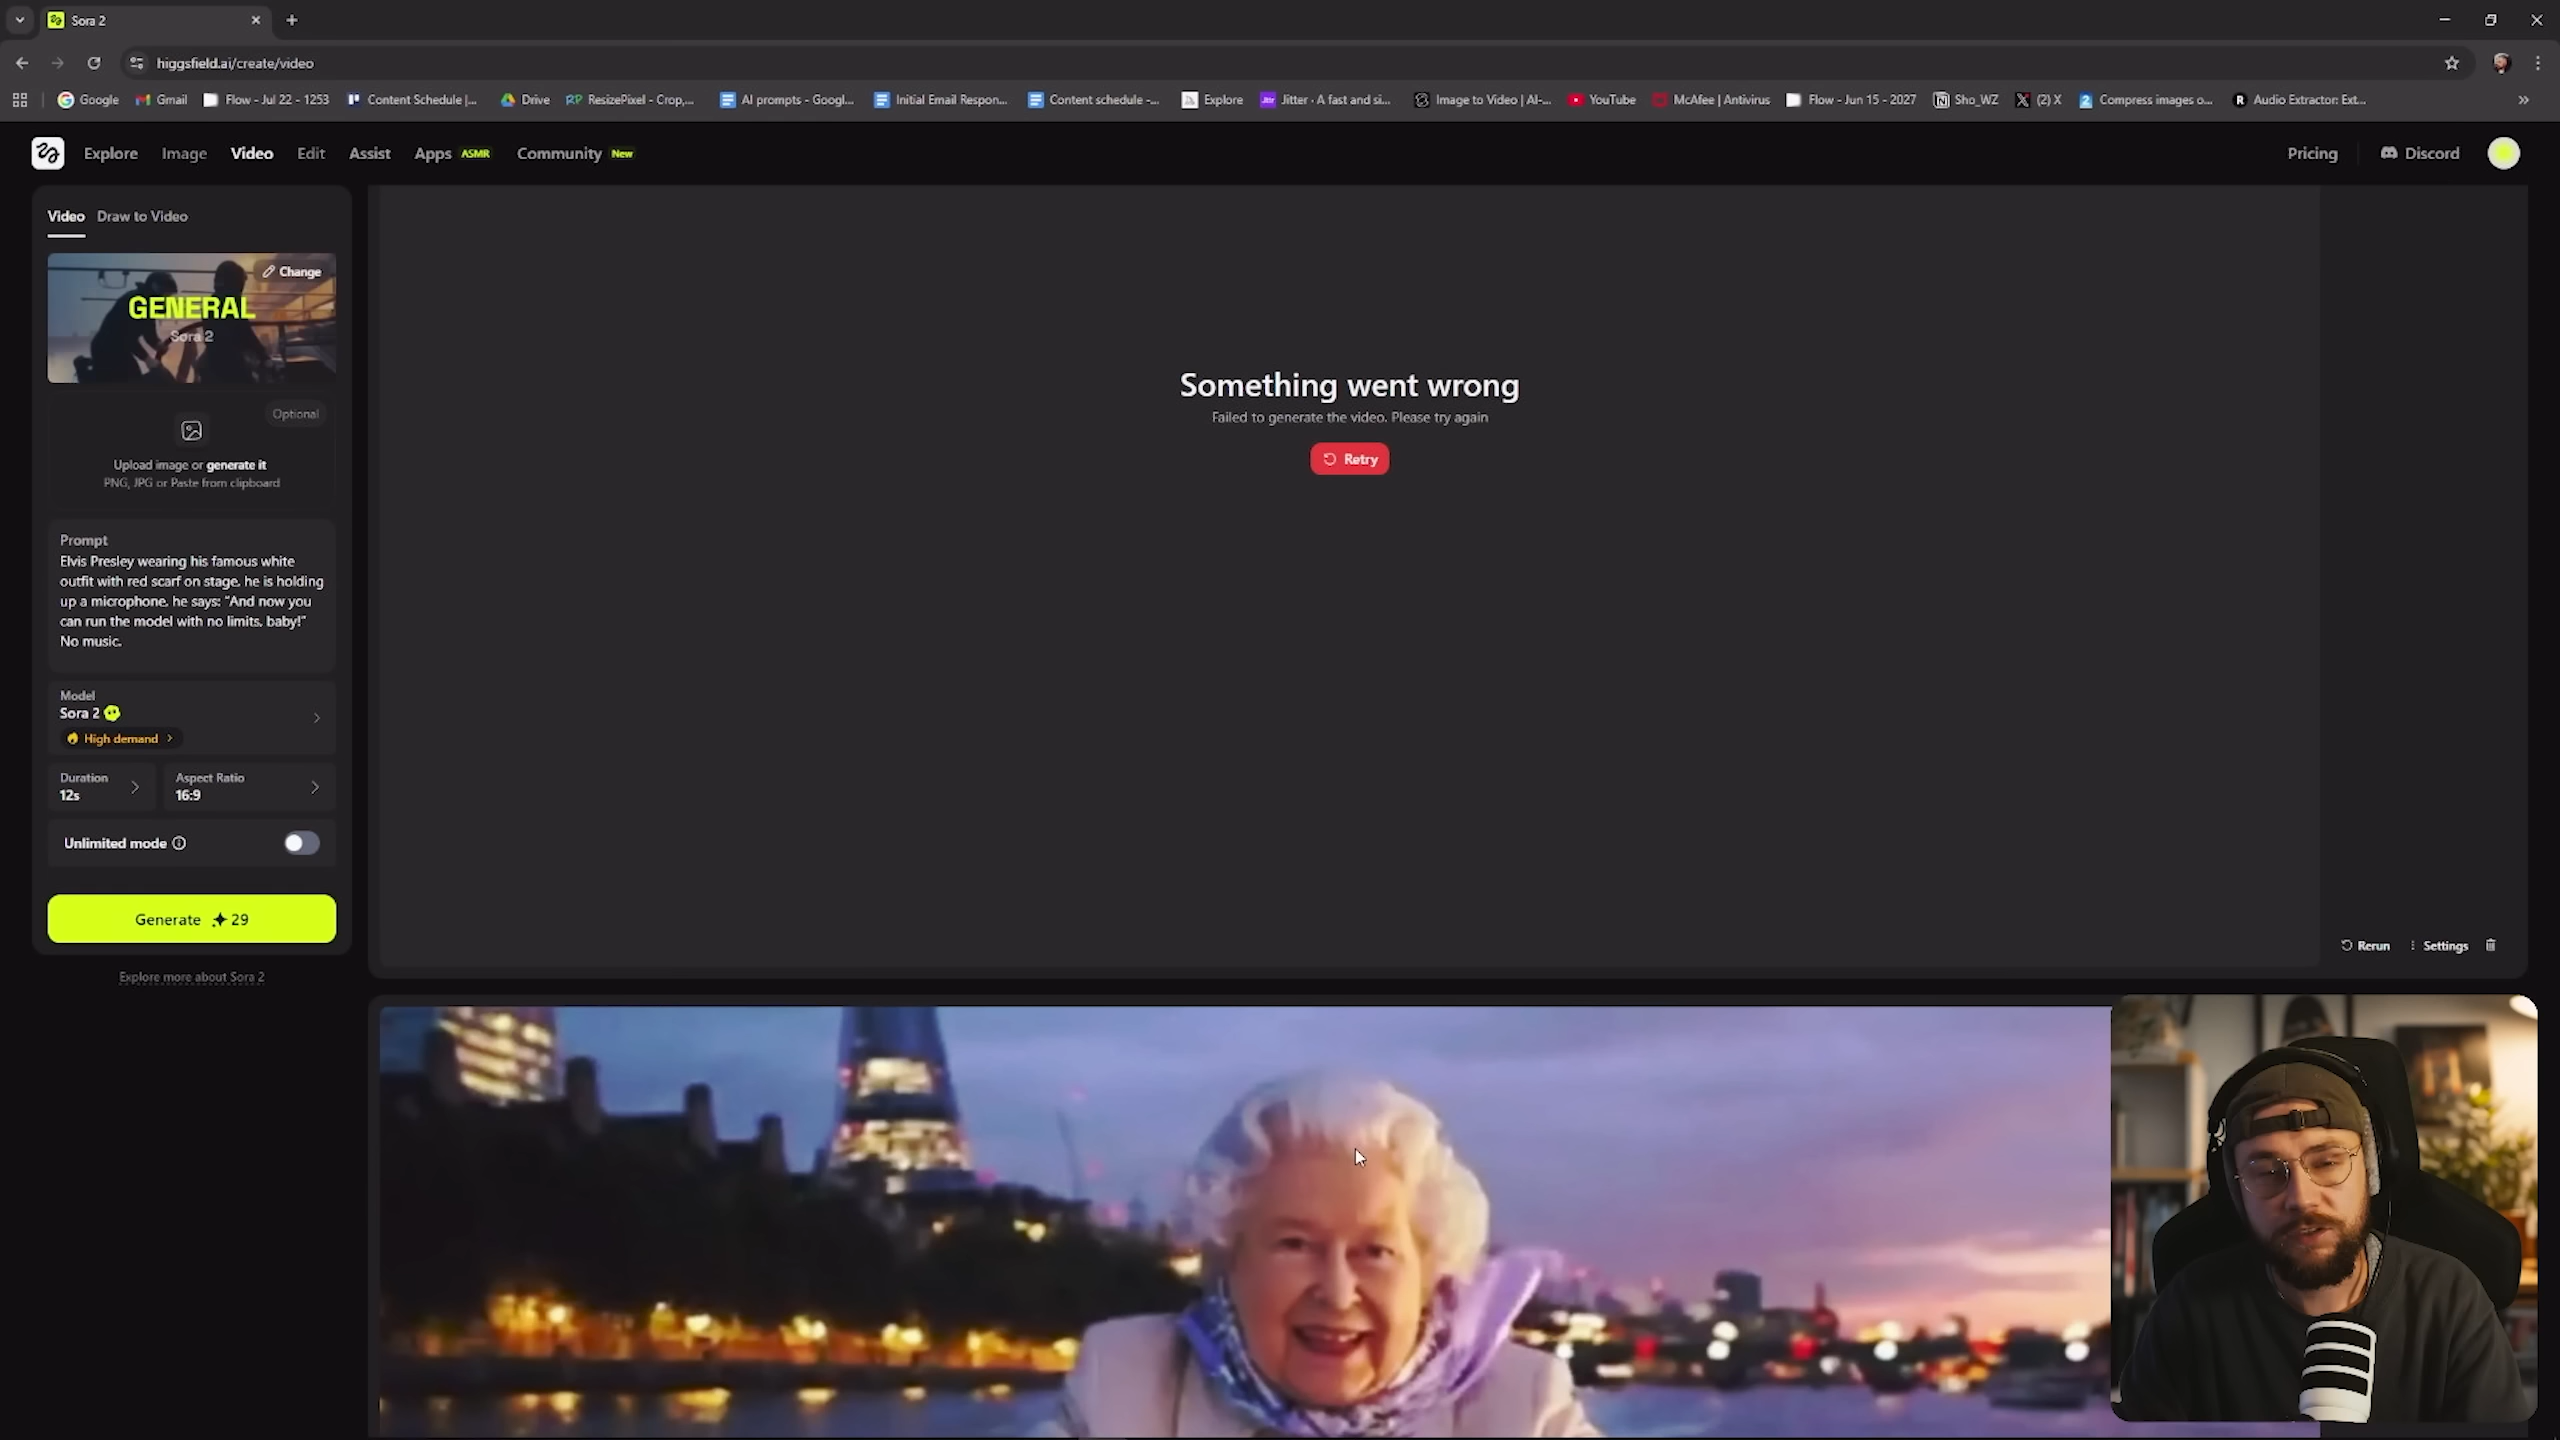 Sora 2
higgsfield.ai/create/video
Google
Gmail
Flow - Jul 22 - 1253
Content Schedule |...
Drive
ResizePixel - Crop,...
AI prompts - Googl...
Initial Email Respon...
Content schedule -...
Explore
Jitter · A fast and si...
Image to Video | AI-...
YouTube
McAfee | Antivirus
Flow - Jun 15 - 2027
Sho_WZ
(2) X
Compress images o...
Audio Extractor: Ext...
Explore
Image
Video
Edit
Assist
Apps ASMR
Community New
Pricing
Discord
Video
Draw to Video
Change
GENERAL
Sora 2
Optional
Upload image or generate it
PNG, JPG or Paste from clipboard
Prompt
Elvis Presley wearing his famous white
outfit with red scarf on stage, he is holding
up a microphone, he says: "And now you
can run the model with no limits, baby!"
No music.
Model
Sora 2
High demand
Duration
12s
Aspect Ratio
16:9
Unlimited mode
Generate 29
Explore more about Sora 2
Something went wrong
Failed to generate the video. Please try again
Retry
Rerun
Settings